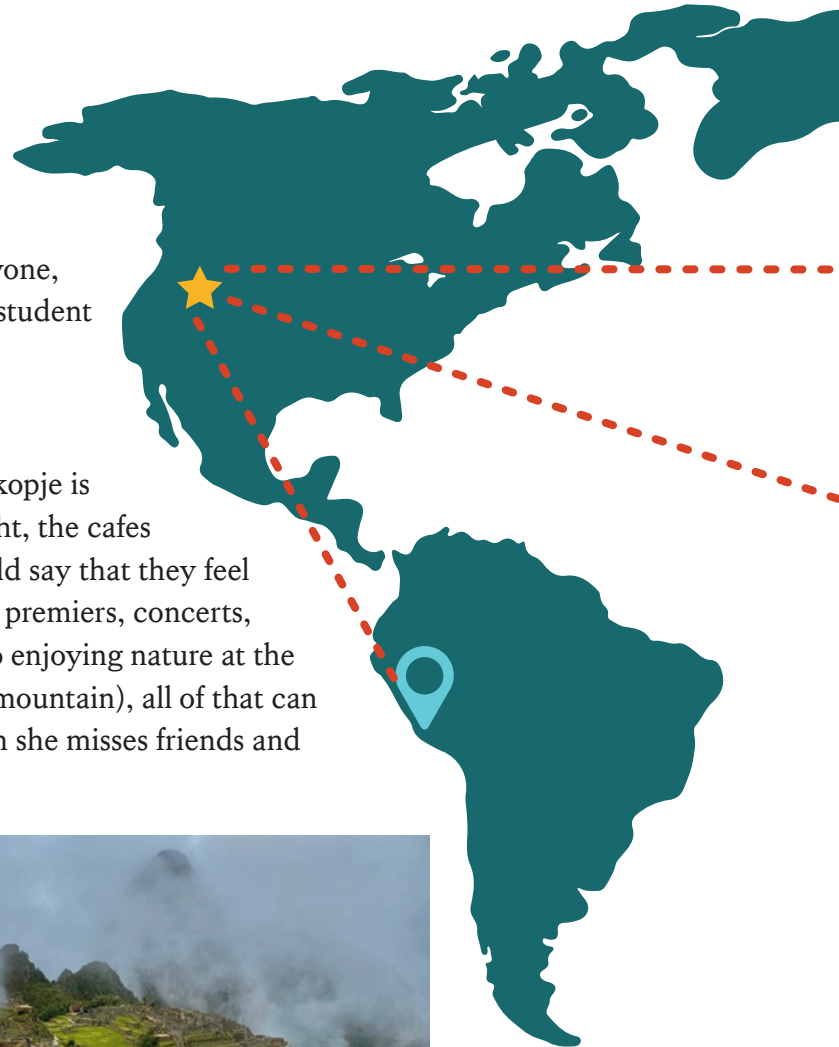 yone,
student
kopje is
ht, the cafes
ld say that they feel
premiers, concerts,
o enjoying nature at the
mountain), all of that can
n she misses friends and